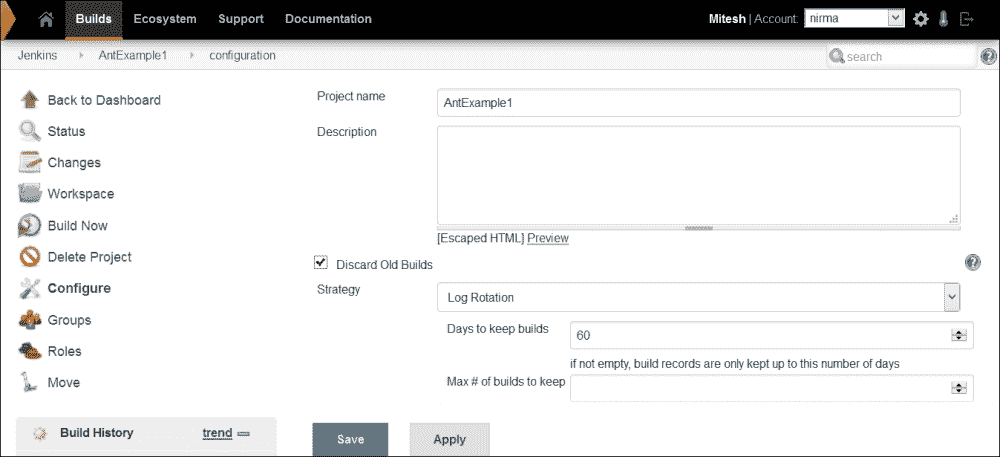 Builds Ecosystem Support Documentation Mitesh | Account: nirma
Jenkins AntExample1 configuration search
Back to Dashboard
Status
Changes
Workspace
Build Now
Delete Project
Configure
Groups
Roles
Move
Build History trend
Project name AntExample1
Description
[Escaped HTML] Preview
Discard Old Builds
Strategy Log Rotation
Days to keep builds 60
if not empty, build records are only kept up to this number of days
Max # of builds to keep
Save Apply